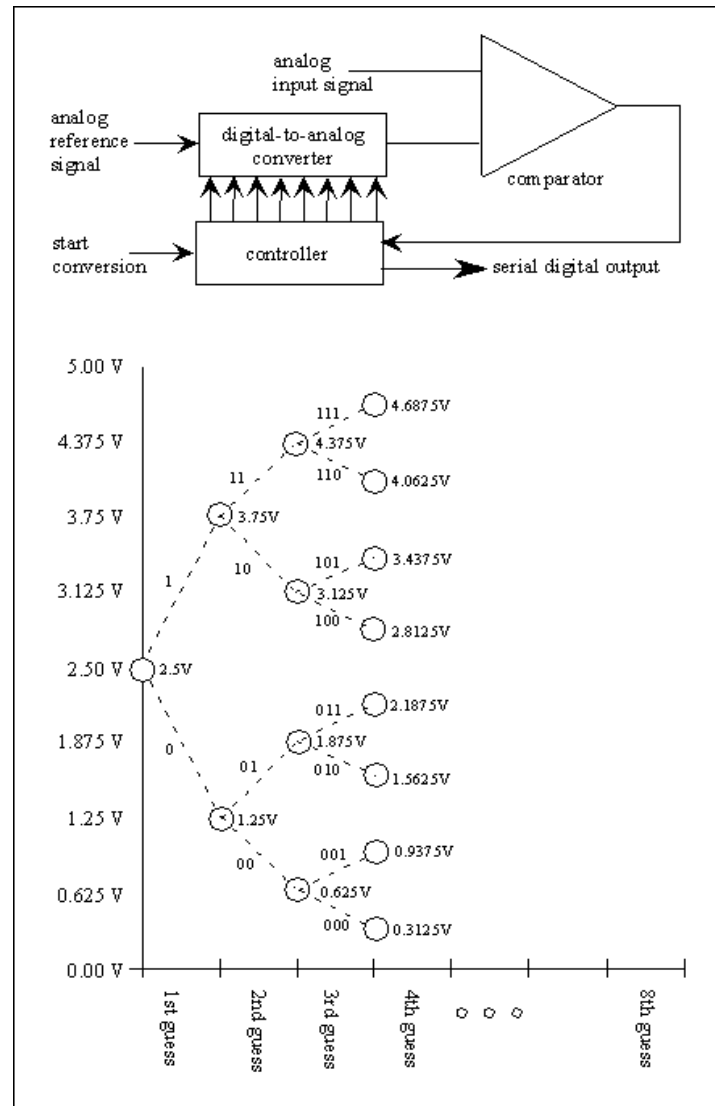 analog
input signal
analog
reference
signal
digital-to-analog
converter
comparator
start
conversion
controller
serial digital output
5.00 V
111
4.6875V
4.375 V
4.375V
11
110
4.0625V
3.75 V
3.75V
101
3.4375V
10
3.125 V
3.125V
1
100
2.8125V
2.50 V
2.5V
011
2.1875V
1.875 V
1.875V
0
01
010
1.5625V
1.25 V
1.25V
001
0.9375V
00
0.625 V
0.625V
000
0.3125V
0.00 V
1st guess
2nd guess
3rd guess
4th guess
8th guess